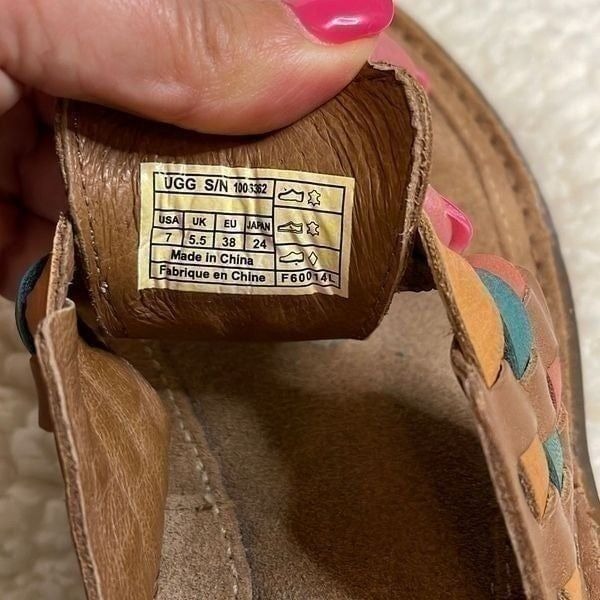 UGG S/N 1003362
USA UK EU JAPAN
7 5.5 38 24
Made in China
Fabrique en Chine F60014L